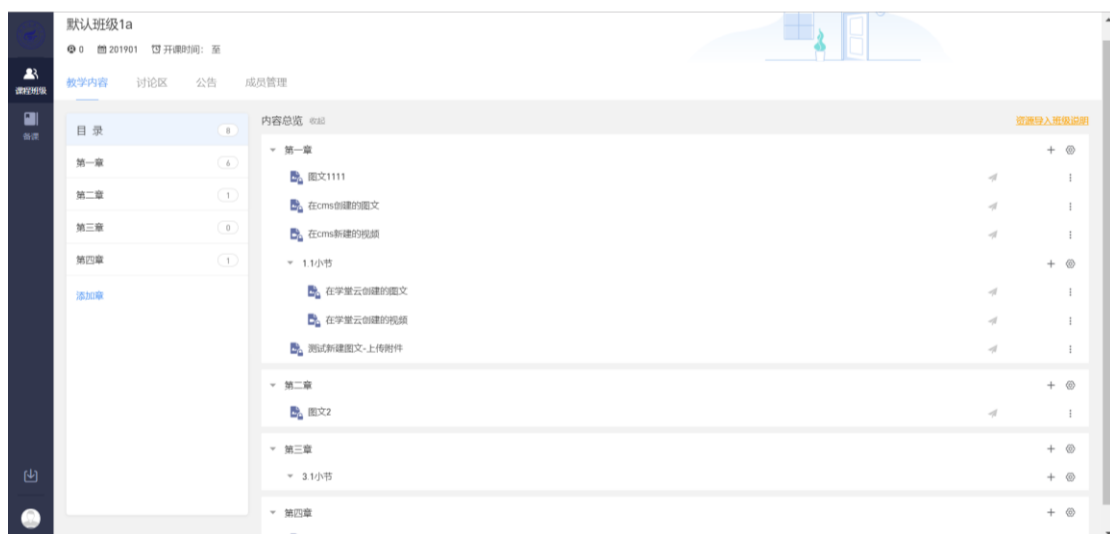 默认班级1a
0 201901 开课时间: 至
课程班级
教学内容 讨论区 公告 成员管理
备课
目录 8
第一章 6
第二章 1
第三章 0
第四章 1
添加章
内容总览 收起 资源导入班级说明
第一章
图文1111
在cms创建的图文
在cms新建的视频
1.1小节
在学堂云创建的图文
在学堂云创建的视频
测试新建图文-上传附件
第二章
图文2
第三章
3.1小节
第四章